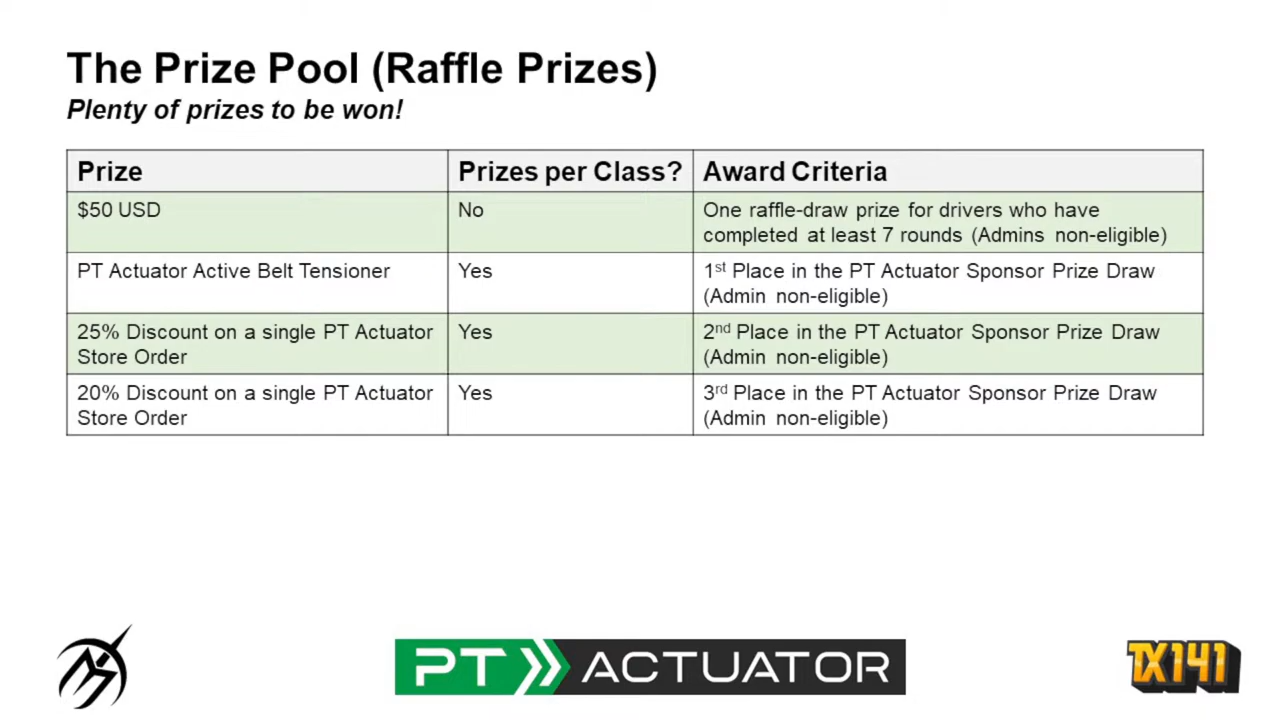 The Prize Pool (Raffle Prizes)
Plenty of prizes to be won!
Prize
Prizes per Class?
Award Criteria
$50 USD
No
One raffle-draw prize for drivers who have
completed at least 7 rounds (Admins non-eligible)
PT Actuator Active Belt Tensioner
Yes
1st Place in the PT Actuator Sponsor Prize Draw
(Admin non-eligible)
25% Discount on a single PT Actuator
Store Order
Yes
2nd Place in the PT Actuator Sponsor Prize Draw
(Admin non-eligible)
20% Discount on a single PT Actuator
Store Order
Yes
3rd Place in the PT Actuator Sponsor Prize Draw
(Admin non-eligible)
PT ACTUATOR
TX141